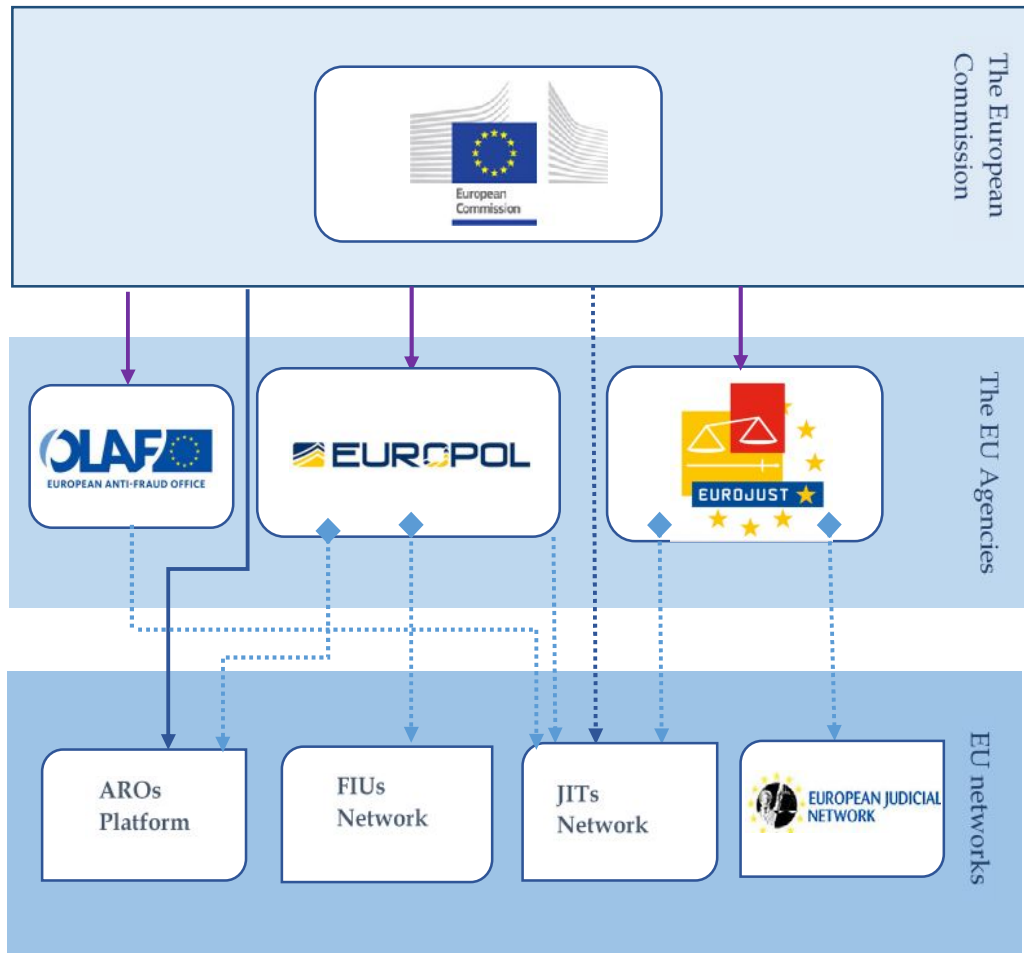 The European
Commission
European
Commission
The EU Agencies
OLAF
EUROPEAN ANTI-FRAUD OFFICE
EUROPOL
EUROJUST
EU networks
AROs
Platform
FIUs
Network
JITs
Network
EUROPEAN JUDICIAL
NETWORK